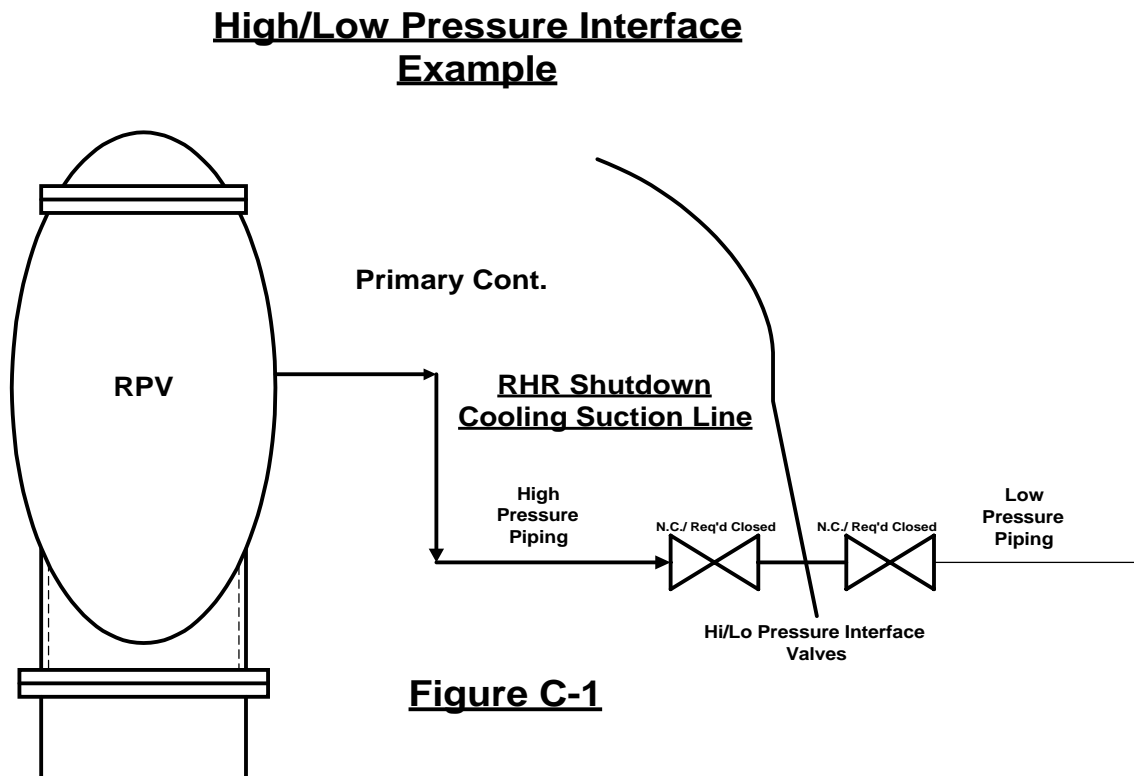 High/Low Pressure Interface
Example
Primary Cont.
RPV
RHR Shutdown
Cooling Suction Line
High
Pressure
Piping
N.C./ Req'd Closed
N.C./ Req'd Closed
Low
Pressure
Piping
Hi/Lo Pressure Interface
Valves
Figure C-1